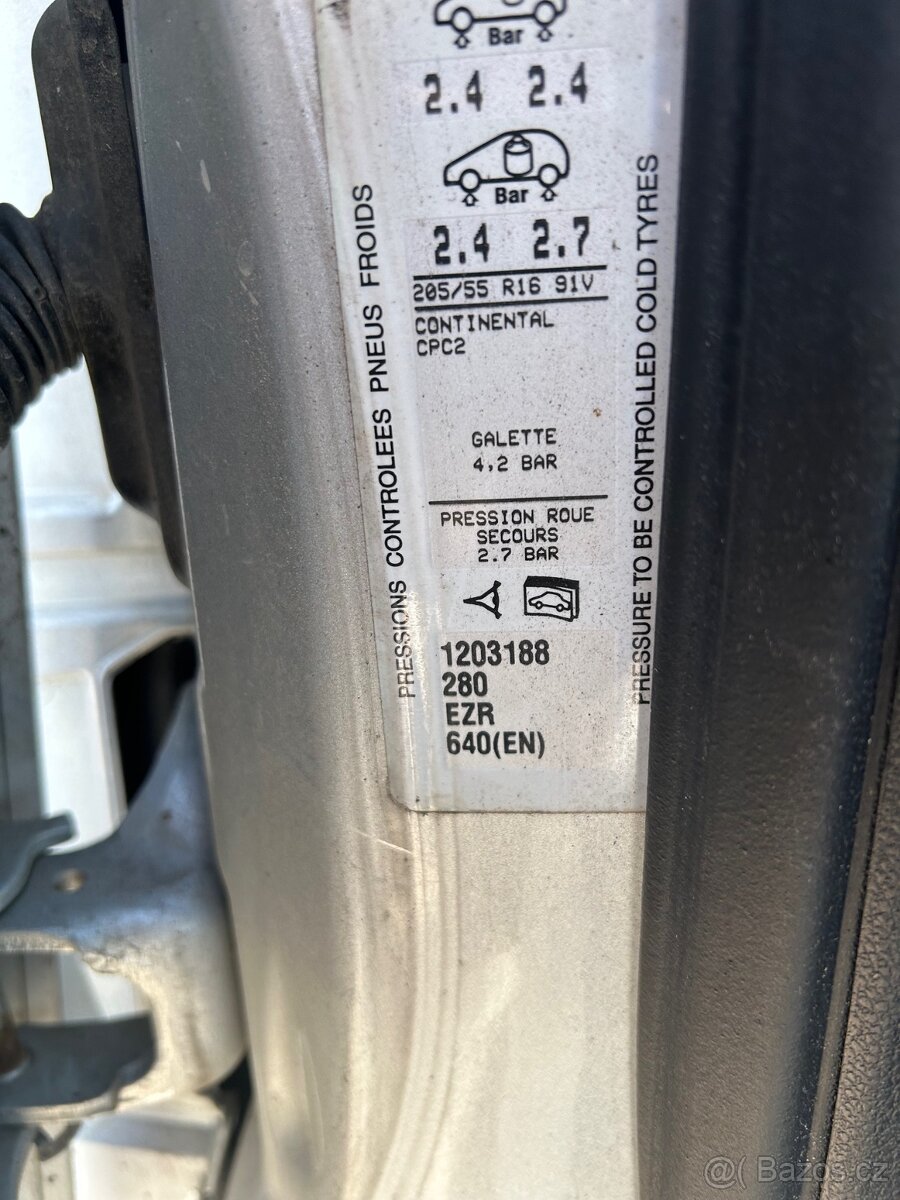 Bar
2.4 2.4
Bar
2.4 2.7
205/55 R16 91V
CONTINENTAL
CPC2
GALETTE
4,2 BAR
PRESSION ROUE
SECOURS
2.7 BAR
1203188
280
EZR
640(EN)
PRESSIONS CONTROLEES PNEUS FROIDS
PRESSURE TO BE CONTROLLED COLD TYRES
@( Bazos.cz